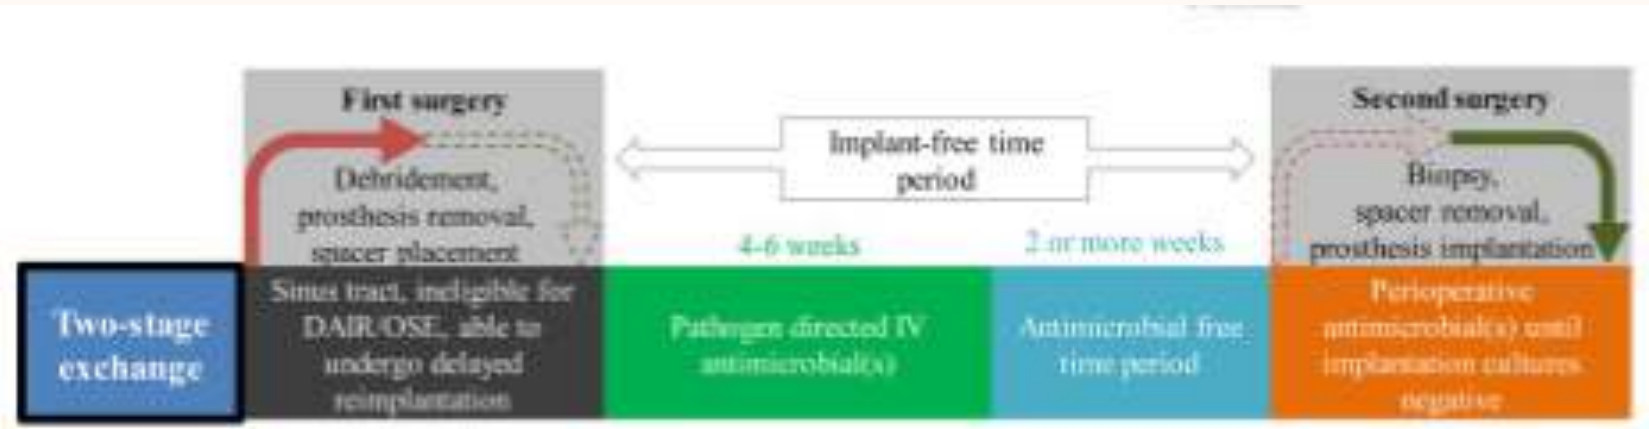 First surgery
Debridement,
prosthesis removal,
spacer placement
Implant-free time
period
4-6 weeks
2 or more weeks
Second surgery
Biopsy,
spacer removal,
prosthesis implantation
Two-stage
exchange
Sinus tract, ineligible for
DAIR/OSE, able to
undergo delayed
reimplantation
Pathogen directed IV
antimicrobial(s)
Antimicrobial free
time period
Perioperative
antimicrobial(s) until
implantation cultures
negative